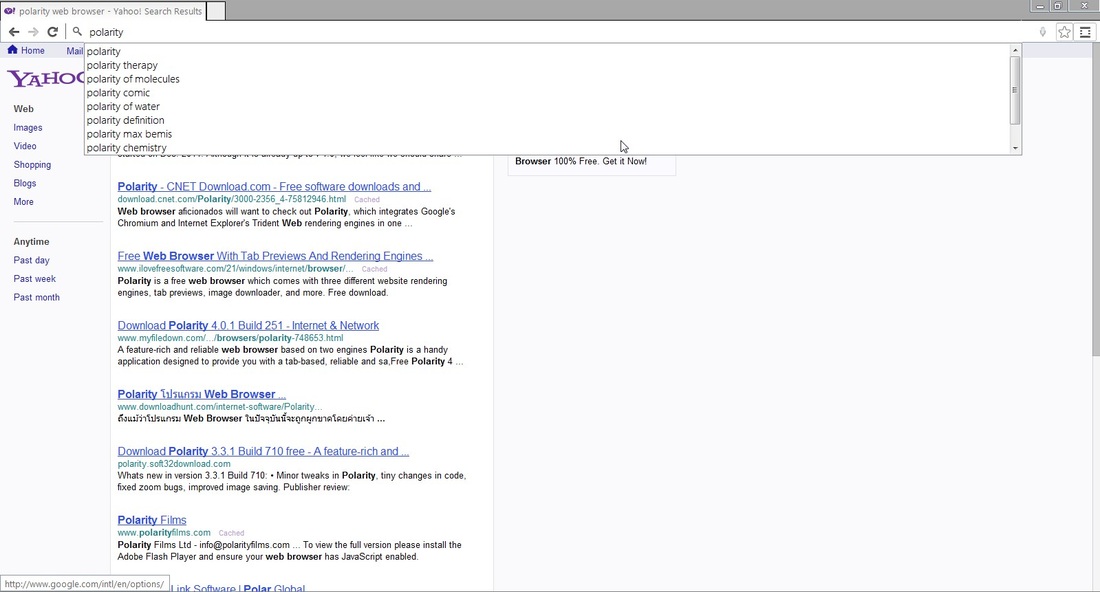 polarity web browser - Yahoo! Search Results
polarity
Home Mail
polarity
polarity therapy
polarity of molecules
polarity comic
polarity of water
polarity definition
polarity max bemis
polarity chemistry
YAHOO
Web
Images
Video
Shopping
Blogs
More
Anytime
Past day
Past week
Past month
Browser 100% Free. Get it Now!
Polarity - CNET Download.com - Free software downloads and ...
download.cnet.com/Polarity/3000-2356_4-75812946.html Cached
Web browser aficionados will want to check out Polarity, which integrates Google's
Chromium and Internet Explorer's Trident Web rendering engines in one ...
Free Web Browser With Tab Previews And Rendering Engines ...
www.ilovefreesoftware.com/21/windows/internet/browser/... Cached
Polarity is a free web browser which comes with three different website rendering
engines, tab previews, image downloader, and more. Free download.
Download Polarity 4.0.1 Build 251 - Internet & Network
www.myfiledown.com/.../browsers/polarity-748653.html
A feature-rich and reliable web browser based on two engines Polarity is a handy
application designed to provide you with a tab-based, reliable and sa,Free Polarity 4 ...
Polarity โปรแกรม Web Browser ...
www.downloadhunt.com/internet-software/Polarity...
ถึงแม้ว่าโปรแกรม Web Browser ในปัจจุบันนี้จะถูกผูกขาดโดยค่ายเจ้า ...
Download Polarity 3.3.1 Build 710 free - A feature-rich and ...
polarity.soft32download.com
Whats new in version 3.3.1 Build 710: • Minor tweaks in Polarity, tiny changes in code,
fixed zoom bugs, improved image saving. Publisher review:
Polarity Films
www.polarityfilms.com Cached
Polarity Films Ltd - info@polarityfilms.com ... To view the full version please install the
Adobe Flash Player and ensure your web browser has JavaScript enabled.
Link Software | Polar Global
http://www.google.com/intl/en/options/